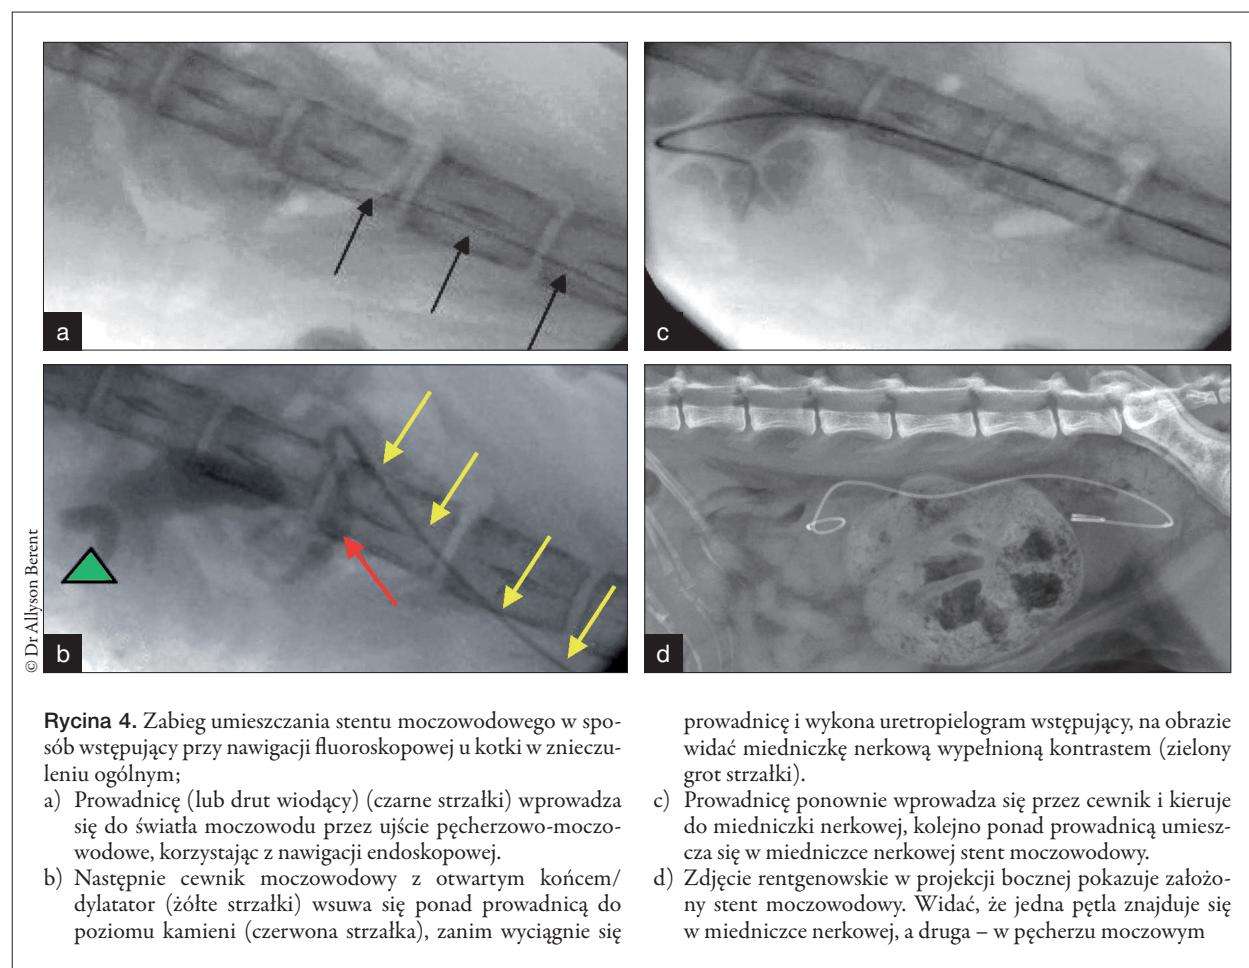 a
c
b
d
© Dr Allyson Berent
Rycina 4. Zabieg umieszczania stentu moczowodowego w spo-
sób wstępujący przy nawigacji fluoroskopowej u kotki w znieczu-
leniu ogólnym;
a) Prowadnicę (lub drut wiodący) (czarne strzałki) wprowadza
się do światła moczowodu przez ujście pęcherzowo-moczo-
wodowe, korzystając z nawigacji endoskopowej.
b) Następnie cewnik moczowodowy z otwartym końcem/
dylatator (żółte strzałki) wsuwa się ponad prowadnicą do
poziomu kamieni (czerwona strzałka), zanim wyciągnie się
prowadnicę i wykona uretropielogram wstępujący, na obrazie
widać miedniczkę nerkową wypełnioną kontrastem (zielony
grot strzałki).
c) Prowadnicę ponownie wprowadza się przez cewnik i kieruje
do miedniczki nerkowej, kolejno ponad prowadnicą umiesz-
cza się w miedniczce nerkowej stent moczowodowy.
d) Zdjęcie rentgenowskie w projekcji bocznej pokazuje założo-
ny stent moczowodowy. Widać, że jedna pętla znajduje się
w miedniczce nerkowej, a druga – w pęcherzu moczowym